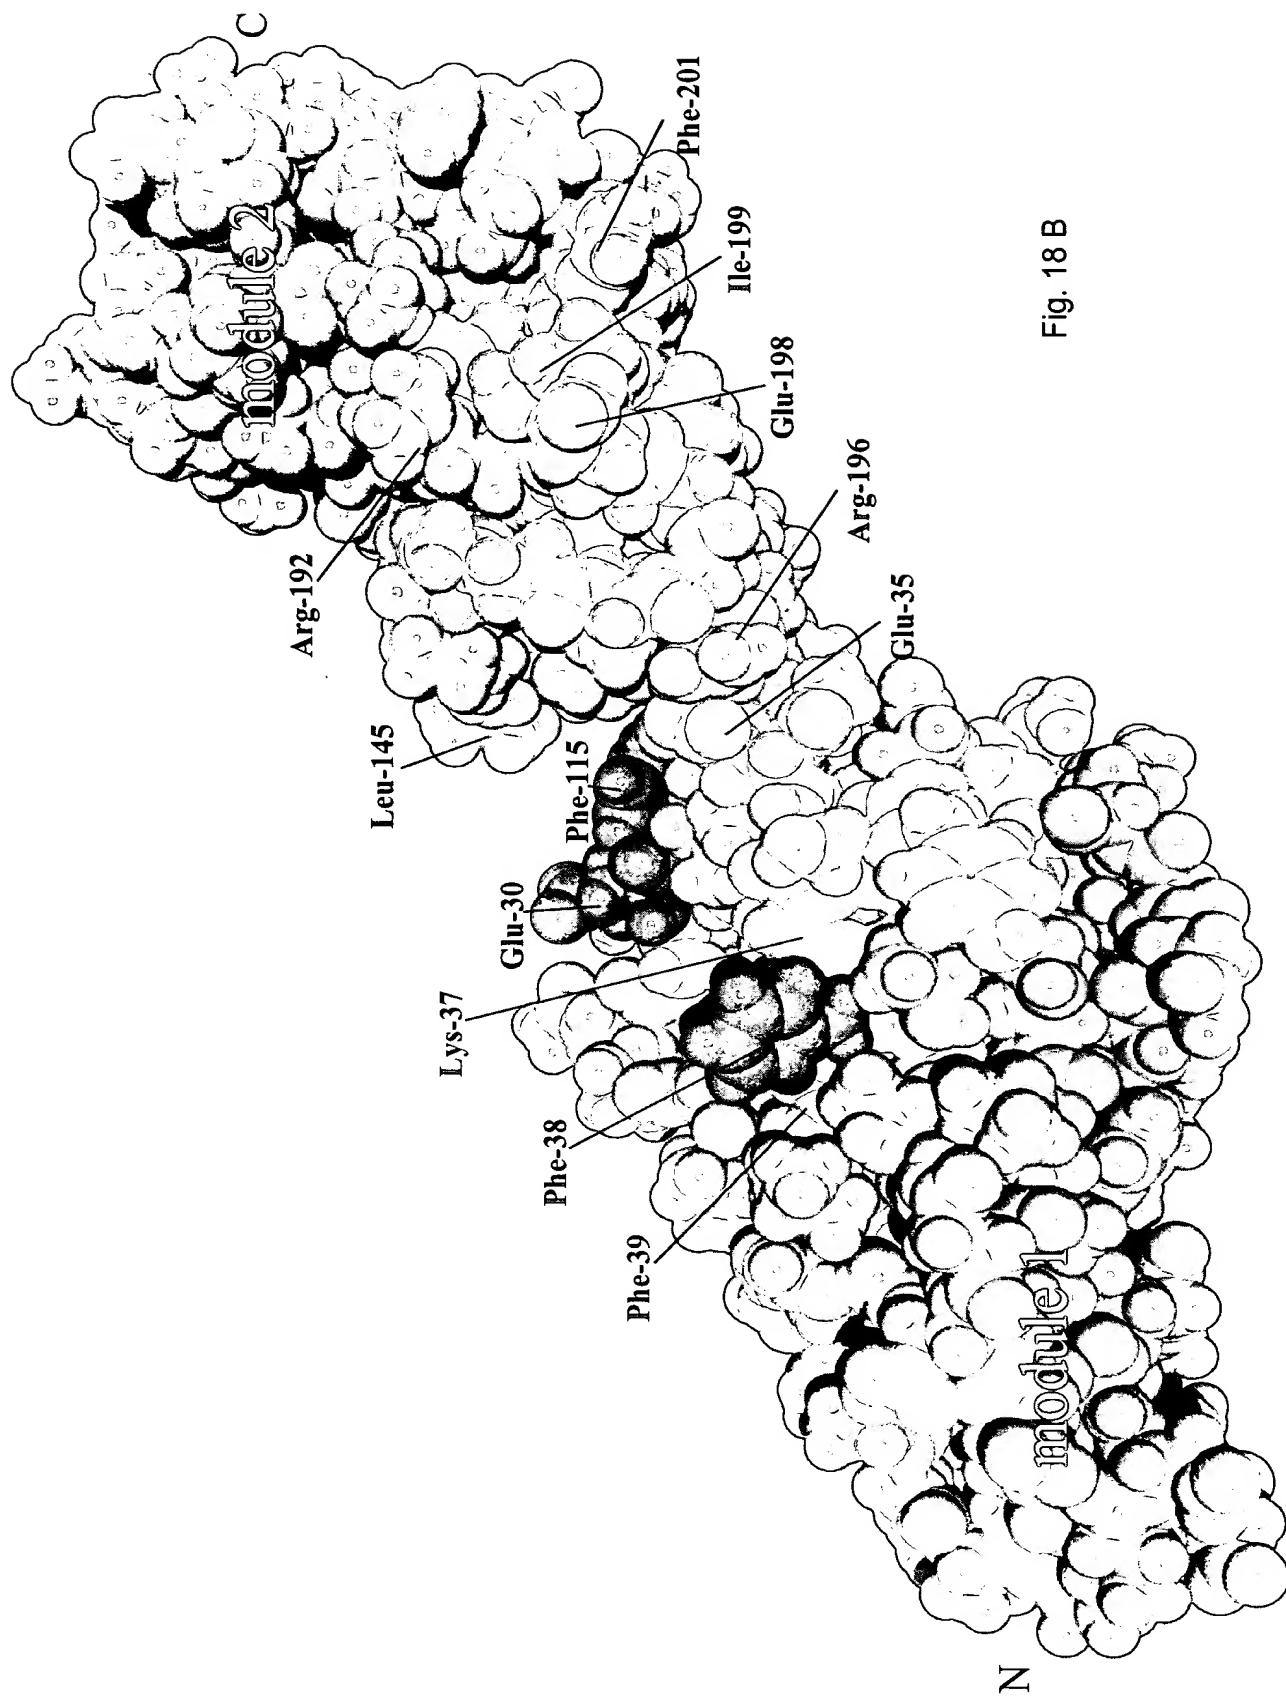 C
module 2
Phe-201
Ile-199
Glu-198
Arg-192
Arg-196
Glu-35
Leu-145
Phe-115
Glu-30
Lys-37
Phe-38
Phe-39
module 1
N
Fig. 18 B